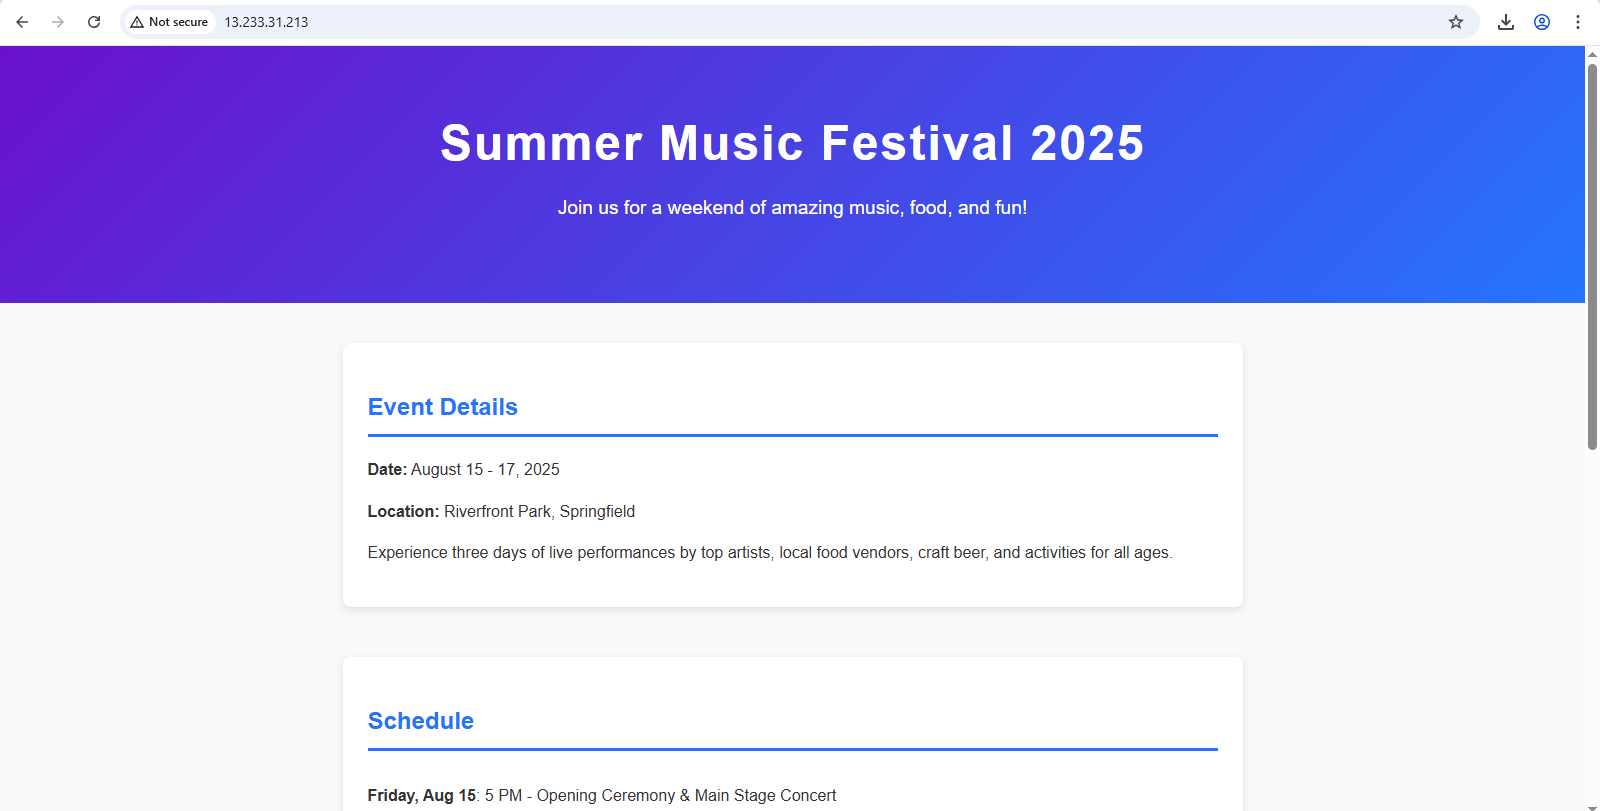 Not secure 13.233.31.213
Summer Music Festival 2025
Join us for a weekend of amazing music, food, and fun!
Event Details
Date: August 15 - 17, 2025
Location: Riverfront Park, Springfield
Experience three days of live performances by top artists, local food vendors, craft beer, and activities for all ages.
Schedule
Friday, Aug 15: 5 PM - Opening Ceremony & Main Stage Concert